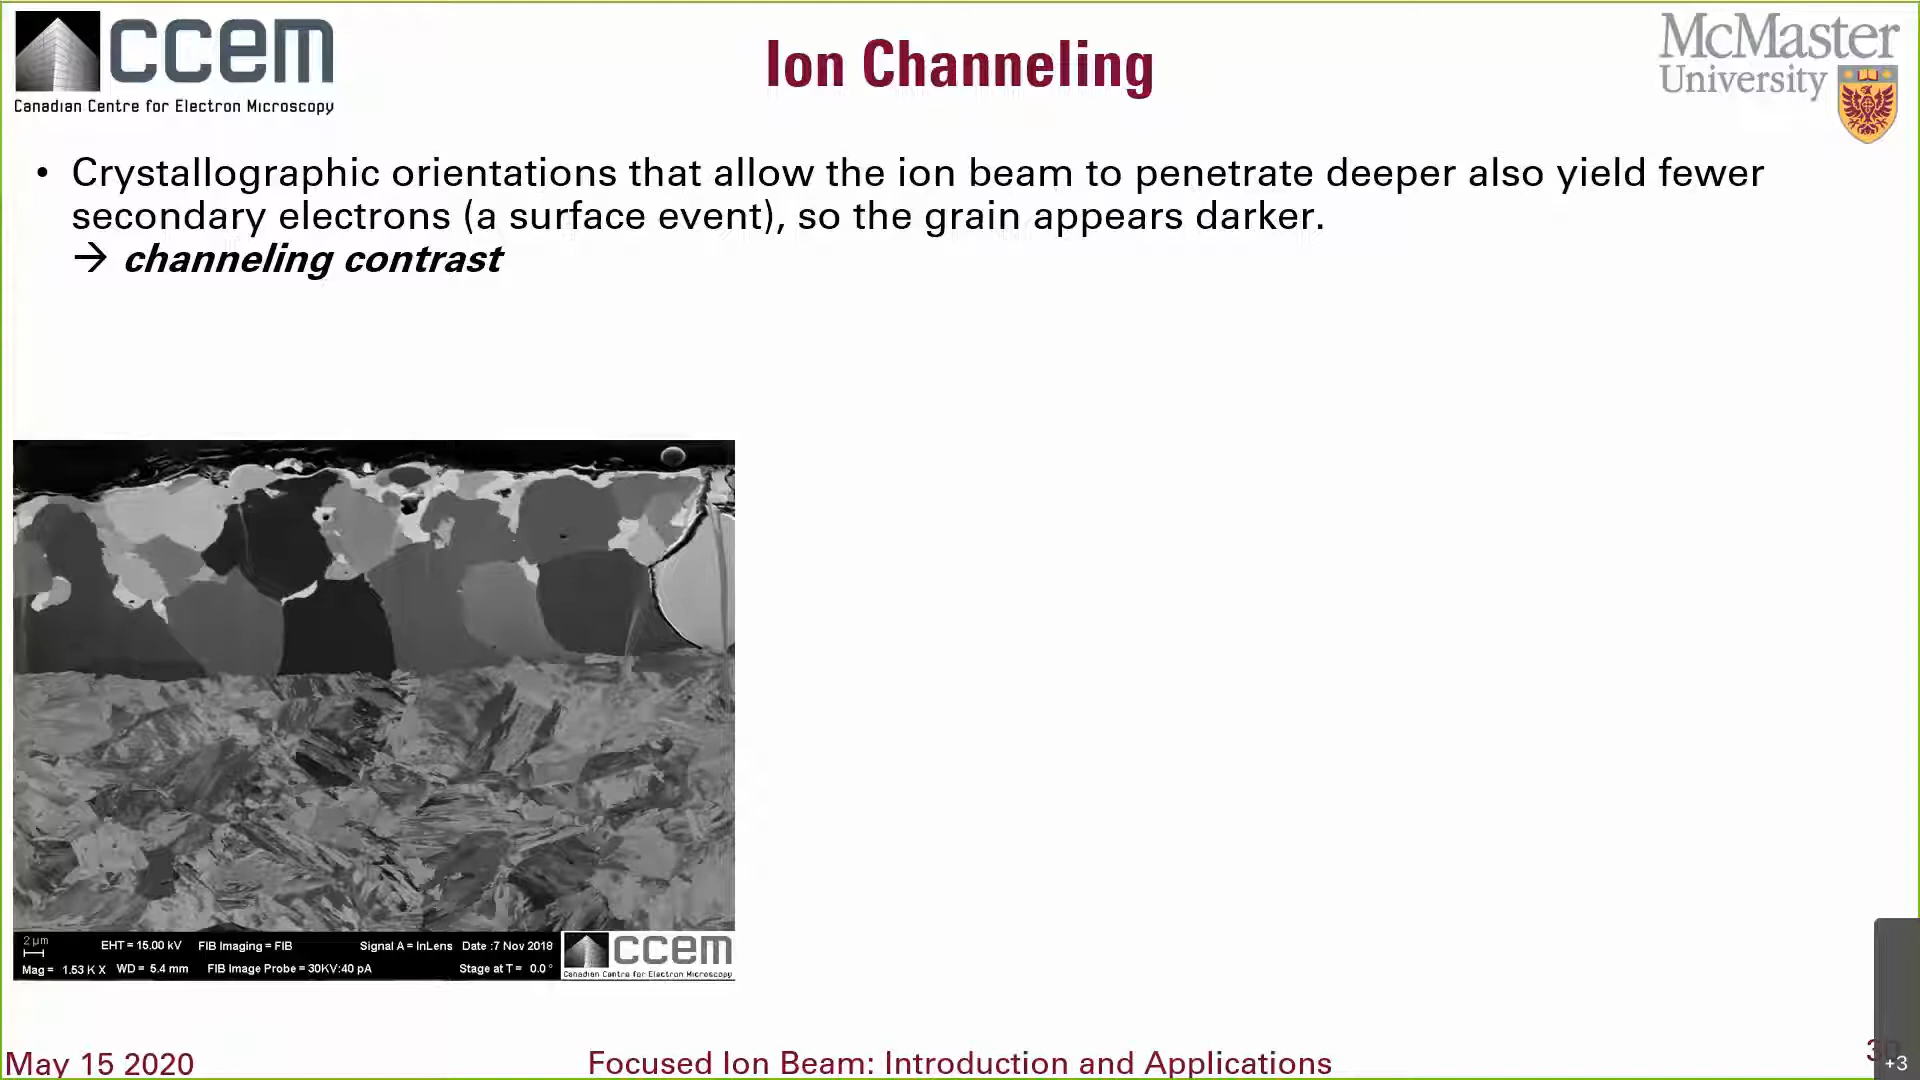 ccem
Canadian Centre for Electron Microscopy
Ion Channeling
McMaster
University
• Crystallographic orientations that allow the ion beam to penetrate deeper also yield fewer
secondary electrons (a surface event), so the grain appears darker.
→ channeling contrast
2 µm
EHT = 15.00 kV FIB Imaging = FIB Signal A = InLens Date :7 Nov 2018
Mag = 1.53 K X WD = 5.4 mm FIB Image Probe = 30KV:40 pA Stage at T = 0.0 °
ccem
Canadian Centre for Electron Microscopy
May 15 2020
Focused Ion Beam: Introduction and Applications
+3